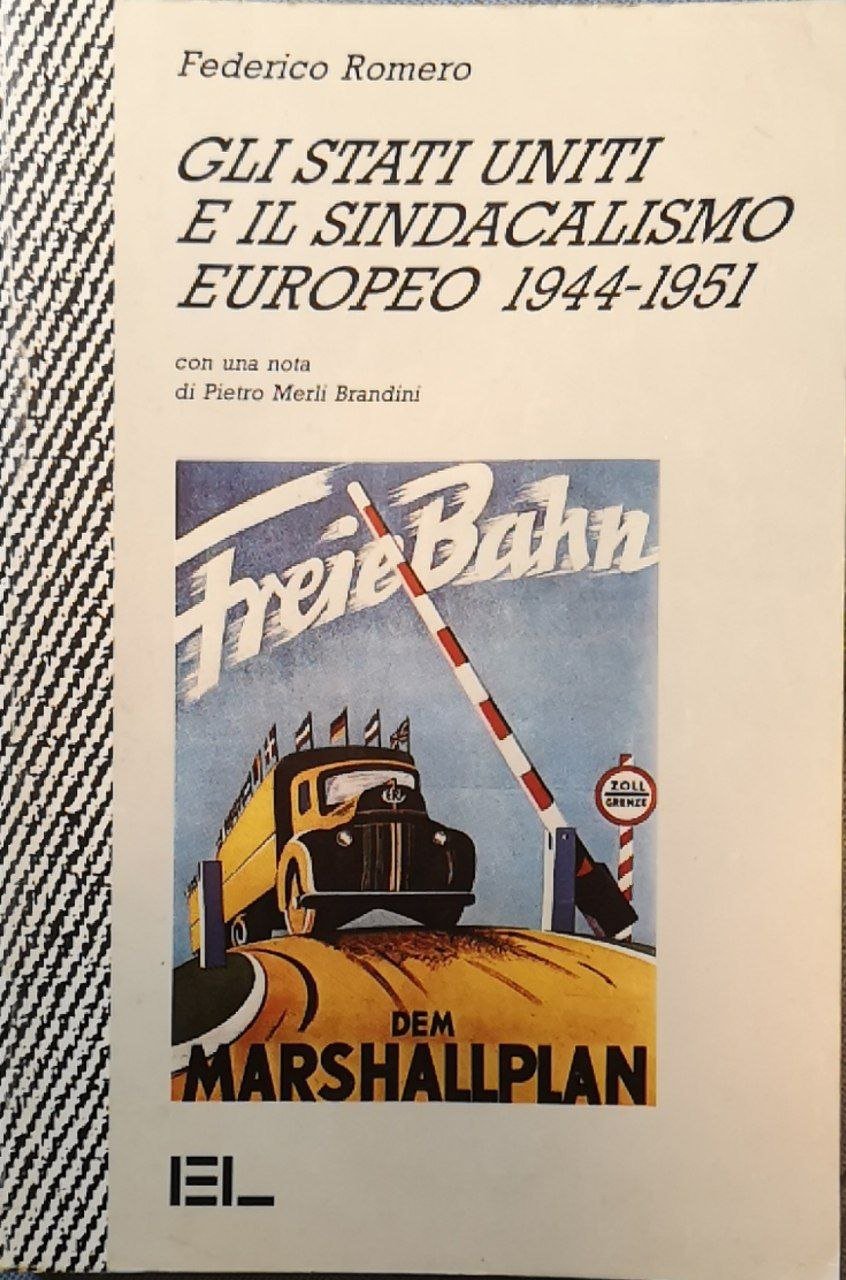 Federico Romero
GLI STATI UNITI
E IL SINDACALISMO
EUROPEO 1944-1951
con una nota
di Pietro Merli Brandini
Freie Bahn
ZOLL
GRENZE
ERP
DEM
MARSHALLPLAN
EL